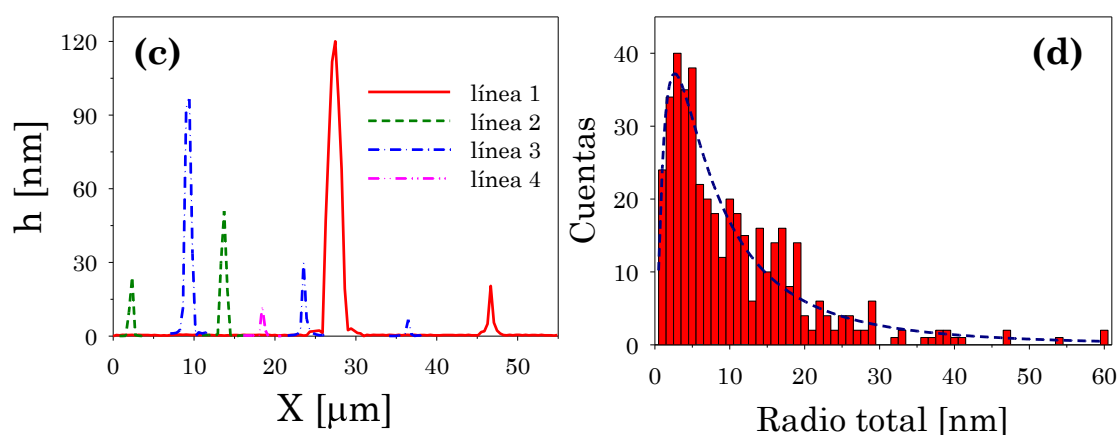 (c)
h [nm]
120
90
60
30
0
línea 1
línea 2
línea 3
línea 4
0 10 20 30 40 50
X [μm]
(d)
Cuentas
40
30
20
10
0
0 10 20 30 40 50 60
Radio total [nm]